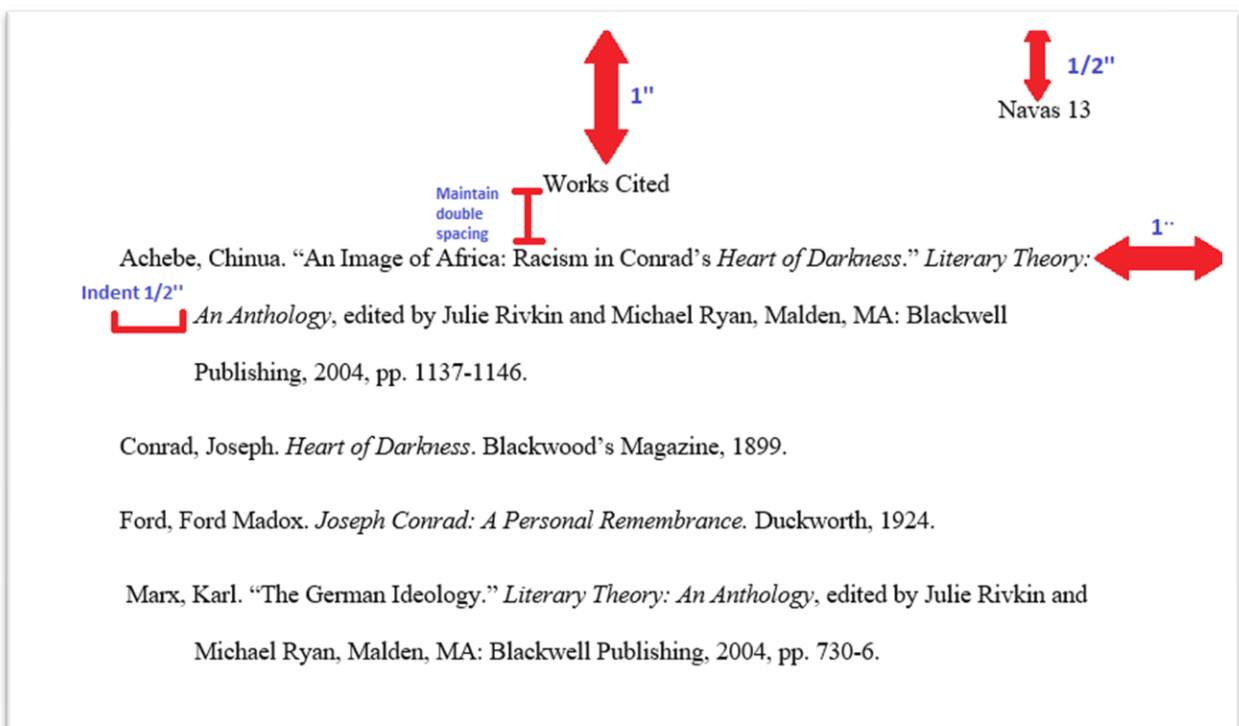 1/2"
1"
Navas 13
Works Cited
Maintain
double
spacing
1"
Achebe, Chinua. “An Image of Africa: Racism in Conrad’s Heart of Darkness.” Literary Theory:
Indent 1/2"
An Anthology, edited by Julie Rivkin and Michael Ryan, Malden, MA: Blackwell
Publishing, 2004, pp. 1137-1146.
Conrad, Joseph. Heart of Darkness. Blackwood’s Magazine, 1899.
Ford, Ford Madox. Joseph Conrad: A Personal Remembrance. Duckworth, 1924.
Marx, Karl. “The German Ideology.” Literary Theory: An Anthology, edited by Julie Rivkin and
Michael Ryan, Malden, MA: Blackwell Publishing, 2004, pp. 730-6.